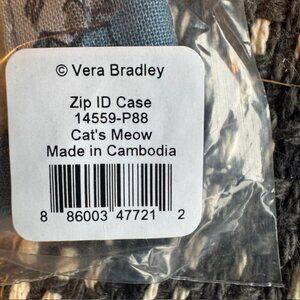 © Vera Bradley
Zip ID Case
14559-P88
Cat's Meow
Made in Cambodia
8 86003 47721 2